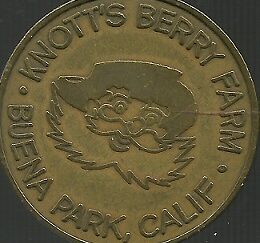 KNOTT'S BERRY FARM
BUENA PARK, CALIF